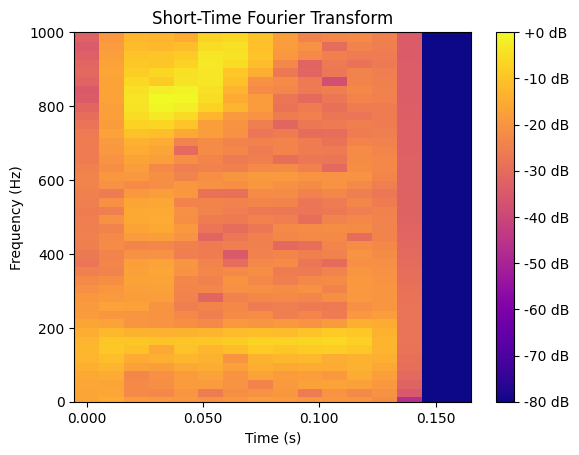 Short-Time Fourier Transform
1000
800
600
400
200
0
Frequency (Hz)
0.000
0.050
0.100
0.150
Time (s)
+0 dB
-10 dB
-20 dB
-30 dB
-40 dB
-50 dB
-60 dB
-70 dB
-80 dB